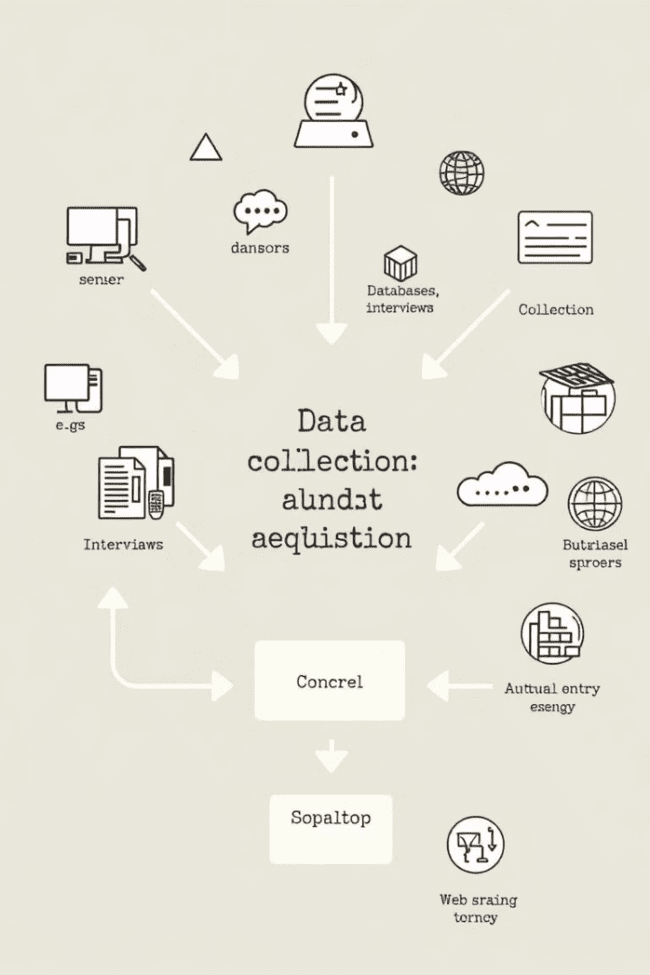 dansors
senier
Databases,
interviews
Collection
e.gs
Data
collection:
alundat
aequistion
Interviaws
Butriasel
sproers
Concrel
Auttual entry
esengy
Sopaltop
Web sraing
torncy